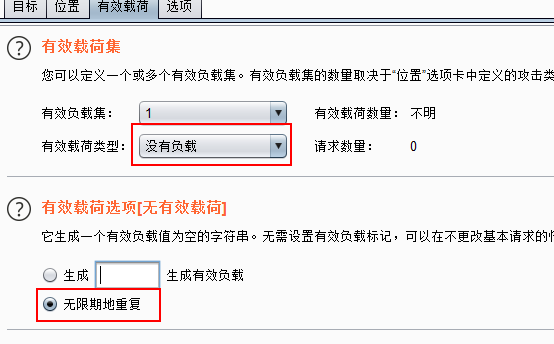 目标 位置 有效载荷 选项
有效载荷集
您可以定义一个或多个有效负载集。有效负载集的数量取决于“位置”选项卡中定义的攻击类
有效负载集： 1 有效载荷数量： 不明
有效载荷类型： 没有负载 请求数量： 0
有效载荷选项[无有效载荷]
它生成一个有效负载值为空的字符串。无需设置有效负载标记，可以在不更改基本请求的
生成 生成有效负载
无限期地重复